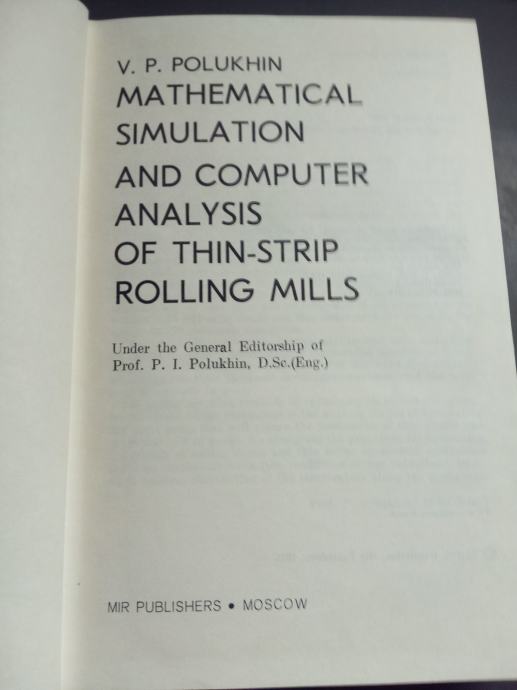 V. P. POLUKHIN
MATHEMATICAL
SIMULATION
AND COMPUTER
ANALYSIS
OF THIN-STRIP
ROLLING MILLS
Under the General Editorship of
Prof. P. I. Polukhin, D.Sc.(Eng.)
MIR PUBLISHERS • MOSCOW